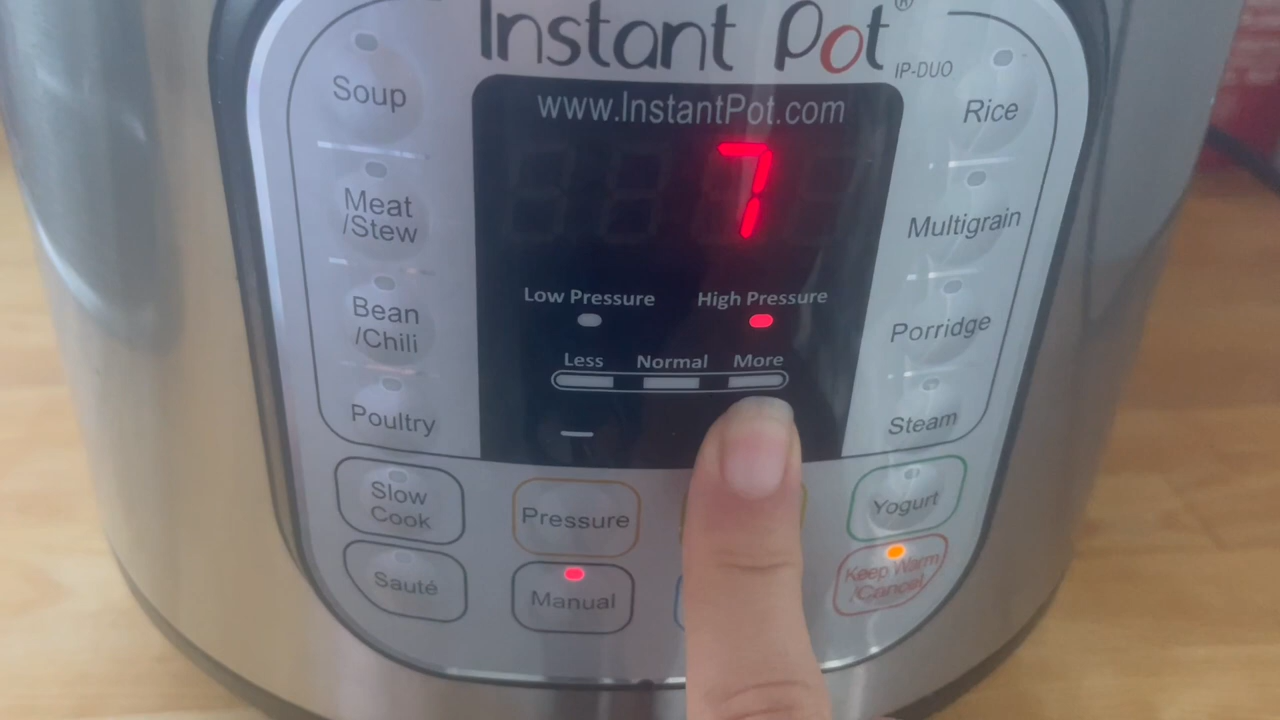 Instant Pot®
IP-DUO
www.InstantPot.com
7
Soup
Meat
/Stew
Bean
/Chili
Poultry
Rice
Multigrain
Porridge
Steam
Low Pressure
High Pressure
Less
Normal
More
—
Slow
Cook
Pressure
Yogurt
Sauté
Manual
Keep Warm
/Cancel